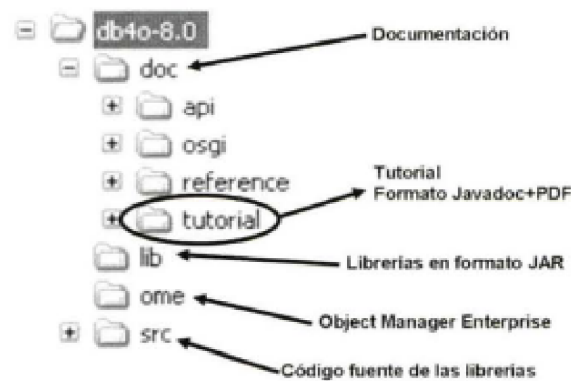 db4o-8.0
Documentación
doc
api
osgi
reference
Tutorial
Formato Javadoc+PDF
tutorial
lib
Librerías en formato JAR
ome
Object Manager Enterprise
src
Código fuente de las librerías